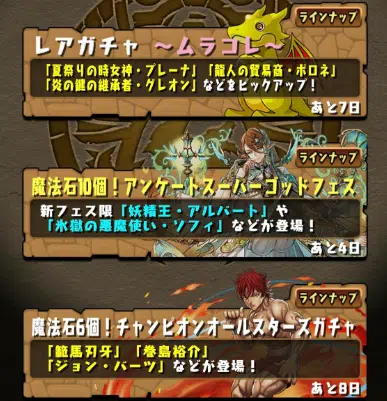 ラインナップ
レアガチャ ～ムラコレ～
「夏祭りの時女神・プレーナ」「龍人の貿易商・ポロネ」
「炎の鍵の継承者・グレオン」などをピックアップ！
あと7日
ラインナップ
魔法石10個！アンケートスーパーゴッドフェス
新フェス限「妖精王・アルバート」や
「氷獄の悪魔使い・ソフィ」などが登場！
あと4日
ラインナップ
魔法石6個！チャンピオンオールスターズガチャ
「範馬刃牙」「巻島裕介」
「ジョン・バーツ」などが登場！
あと8日